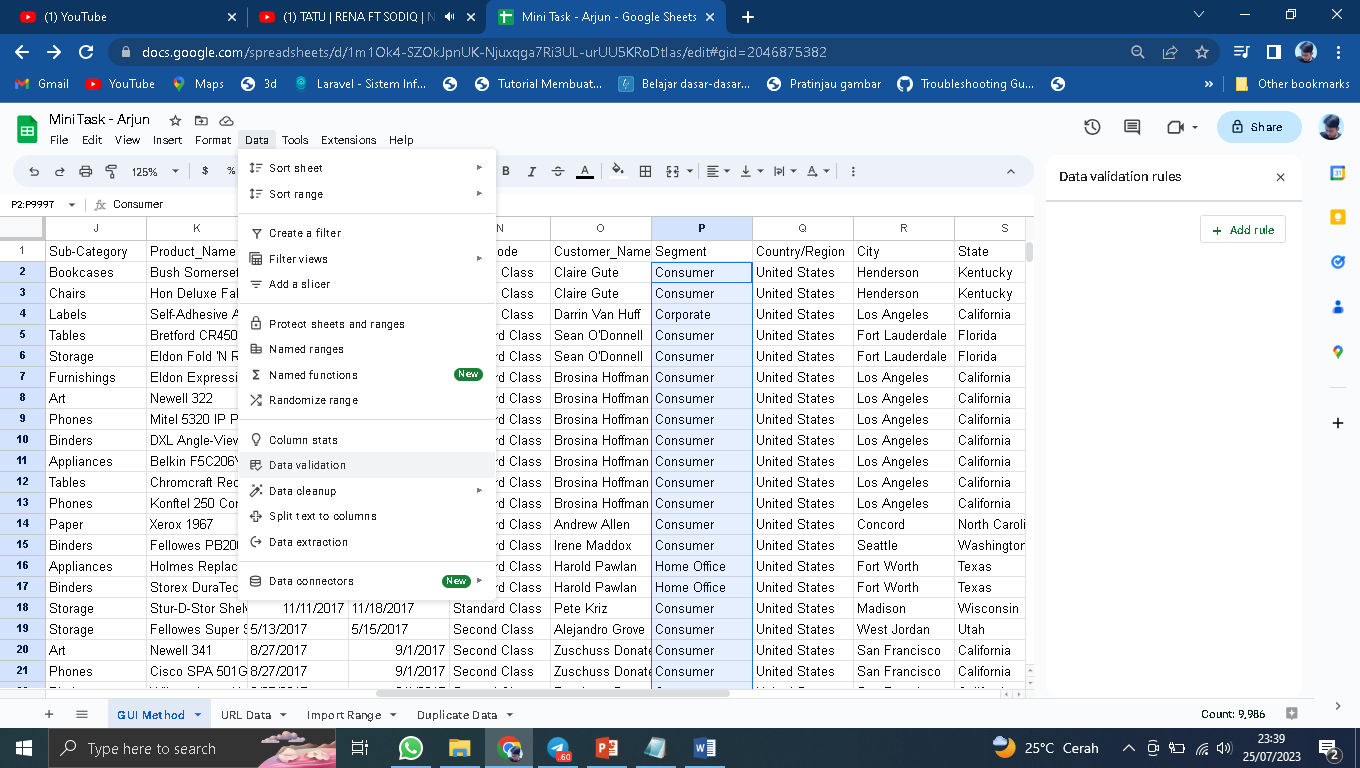 (1) YouTube
(1) TATU | RENA FT SODIQ | N
Mini Task - Arjun - Google Sheets
docs.google.com/spreadsheets/d/1m1Ok4-SZOkJpnUK-Njuxqga7Ri3UL-urUU5KRoDtIas/edit#gid=2046875382
Gmail YouTube Maps 3d Laravel - Sistem Inf... Tutorial Membuat... Belajar dasar-dasar... Pratinjau gambar Troubleshooting Gu... » Other bookmarks
Mini Task - Arjun
File Edit View Insert Format Data Tools Extensions Help
Share
125% $ % B I A
P2:P9997 fx Consumer
Sort sheet
Sort range
Create a filter
Filter views
Add a slicer
Protect sheets and ranges
Named ranges
Named functions New
Randomize range
Column stats
Data validation
Data cleanup
Split text to columns
Data extraction
Data connectors New
Data validation rules
+ Add rule
J K N O P Q R S
1 Sub-Category Product_Name ode Customer_Name Segment Country/Region City State
2 Bookcases Bush Somerset Class Claire Gute Consumer United States Henderson Kentucky
3 Chairs Hon Deluxe Fal Class Claire Gute Consumer United States Henderson Kentucky
4 Labels Self-Adhesive A Class Darrin Van Huff Corporate United States Los Angeles California
5 Tables Bretford CR450 d Class Sean O'Donnell Consumer United States Fort Lauderdale Florida
6 Storage Eldon Fold 'N R d Class Sean O'Donnell Consumer United States Fort Lauderdale Florida
7 Furnishings Eldon Expressi d Class Brosina Hoffman Consumer United States Los Angeles California
8 Art Newell 322 d Class Brosina Hoffman Consumer United States Los Angeles California
9 Phones Mitel 5320 IP P d Class Brosina Hoffman Consumer United States Los Angeles California
10 Binders DXL Angle-View d Class Brosina Hoffman Consumer United States Los Angeles California
11 Appliances Belkin F5C206V d Class Brosina Hoffman Consumer United States Los Angeles California
12 Tables Chromcraft Rec d Class Brosina Hoffman Consumer United States Los Angeles California
13 Phones Konftel 250 Cor d Class Brosina Hoffman Consumer United States Los Angeles California
14 Paper Xerox 1967 d Class Andrew Allen Consumer United States Concord North Caroli
15 Binders Fellowes PB200 d Class Irene Maddox Consumer United States Seattle Washington
16 Appliances Holmes Replac d Class Harold Pawlan Home Office United States Fort Worth Texas
17 Binders Storex DuraTec d Class Harold Pawlan Home Office United States Fort Worth Texas
18 Storage Stur-D-Stor Shel 11/11/2017 11/18/2017 Standard Class Pete Kriz Consumer United States Madison Wisconsin
19 Storage Fellowes Super S 5/13/2017 5/15/2017 Second Class Alejandro Grove Consumer United States West Jordan Utah
20 Art Newell 341 8/27/2017 9/1/2017 Second Class Zuschuss Donate Consumer United States San Francisco California
21 Phones Cisco SPA 501G 8/27/2017 9/1/2017 Second Class Zuschuss Donate Consumer United States San Francisco California
GUI Method URL Data Import Range Duplicate Data Count: 9,986
Type here to search
.60
25°C Cerah
23:39
25/07/2023
2